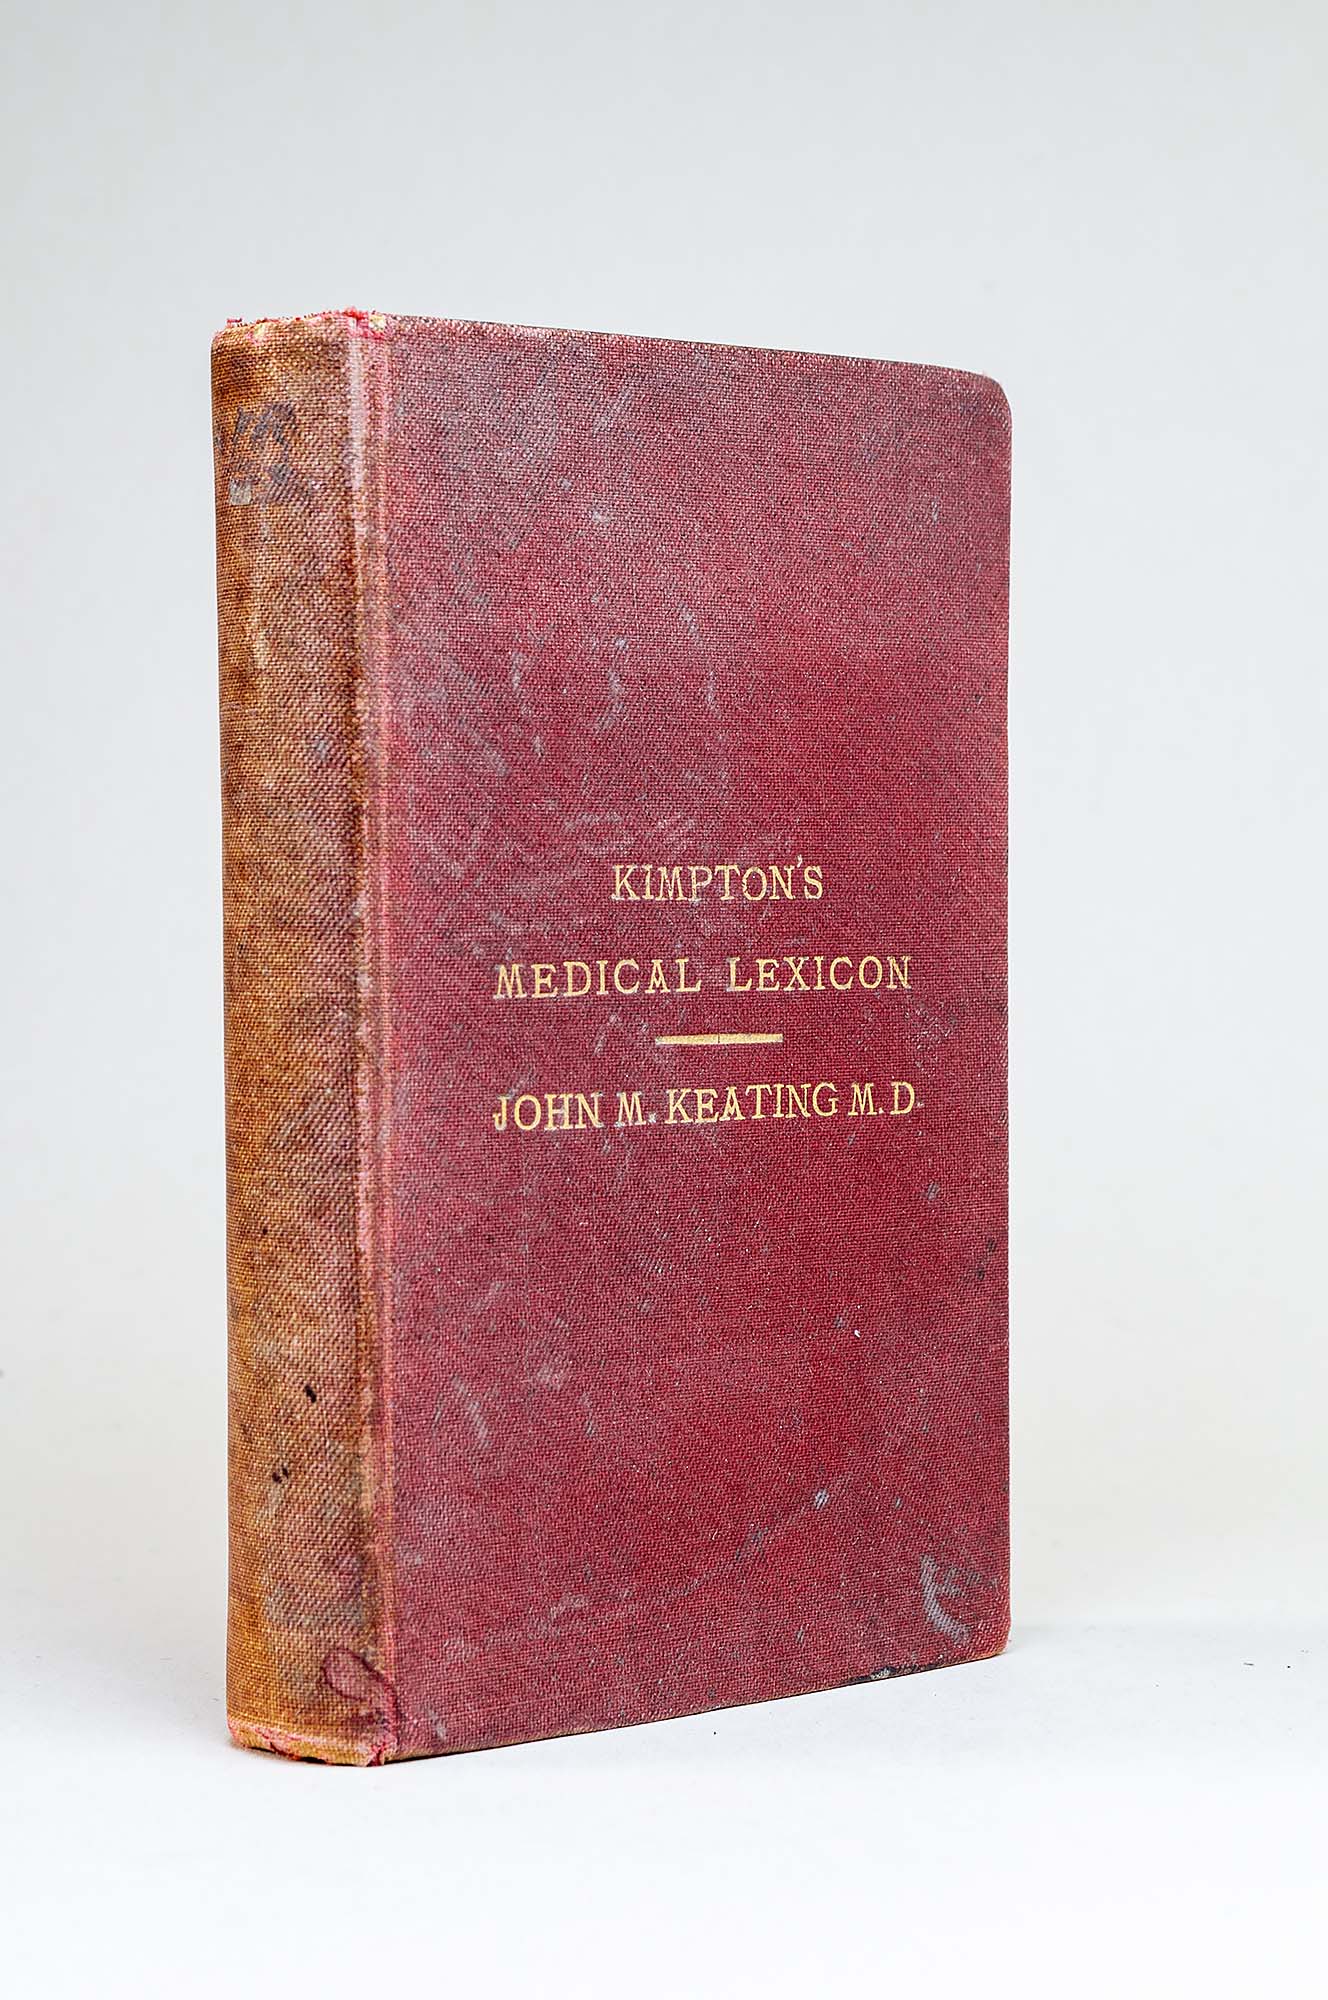 KIMPTON'S
MEDICAL LEXICON
JOHN M. KEATING M.D.